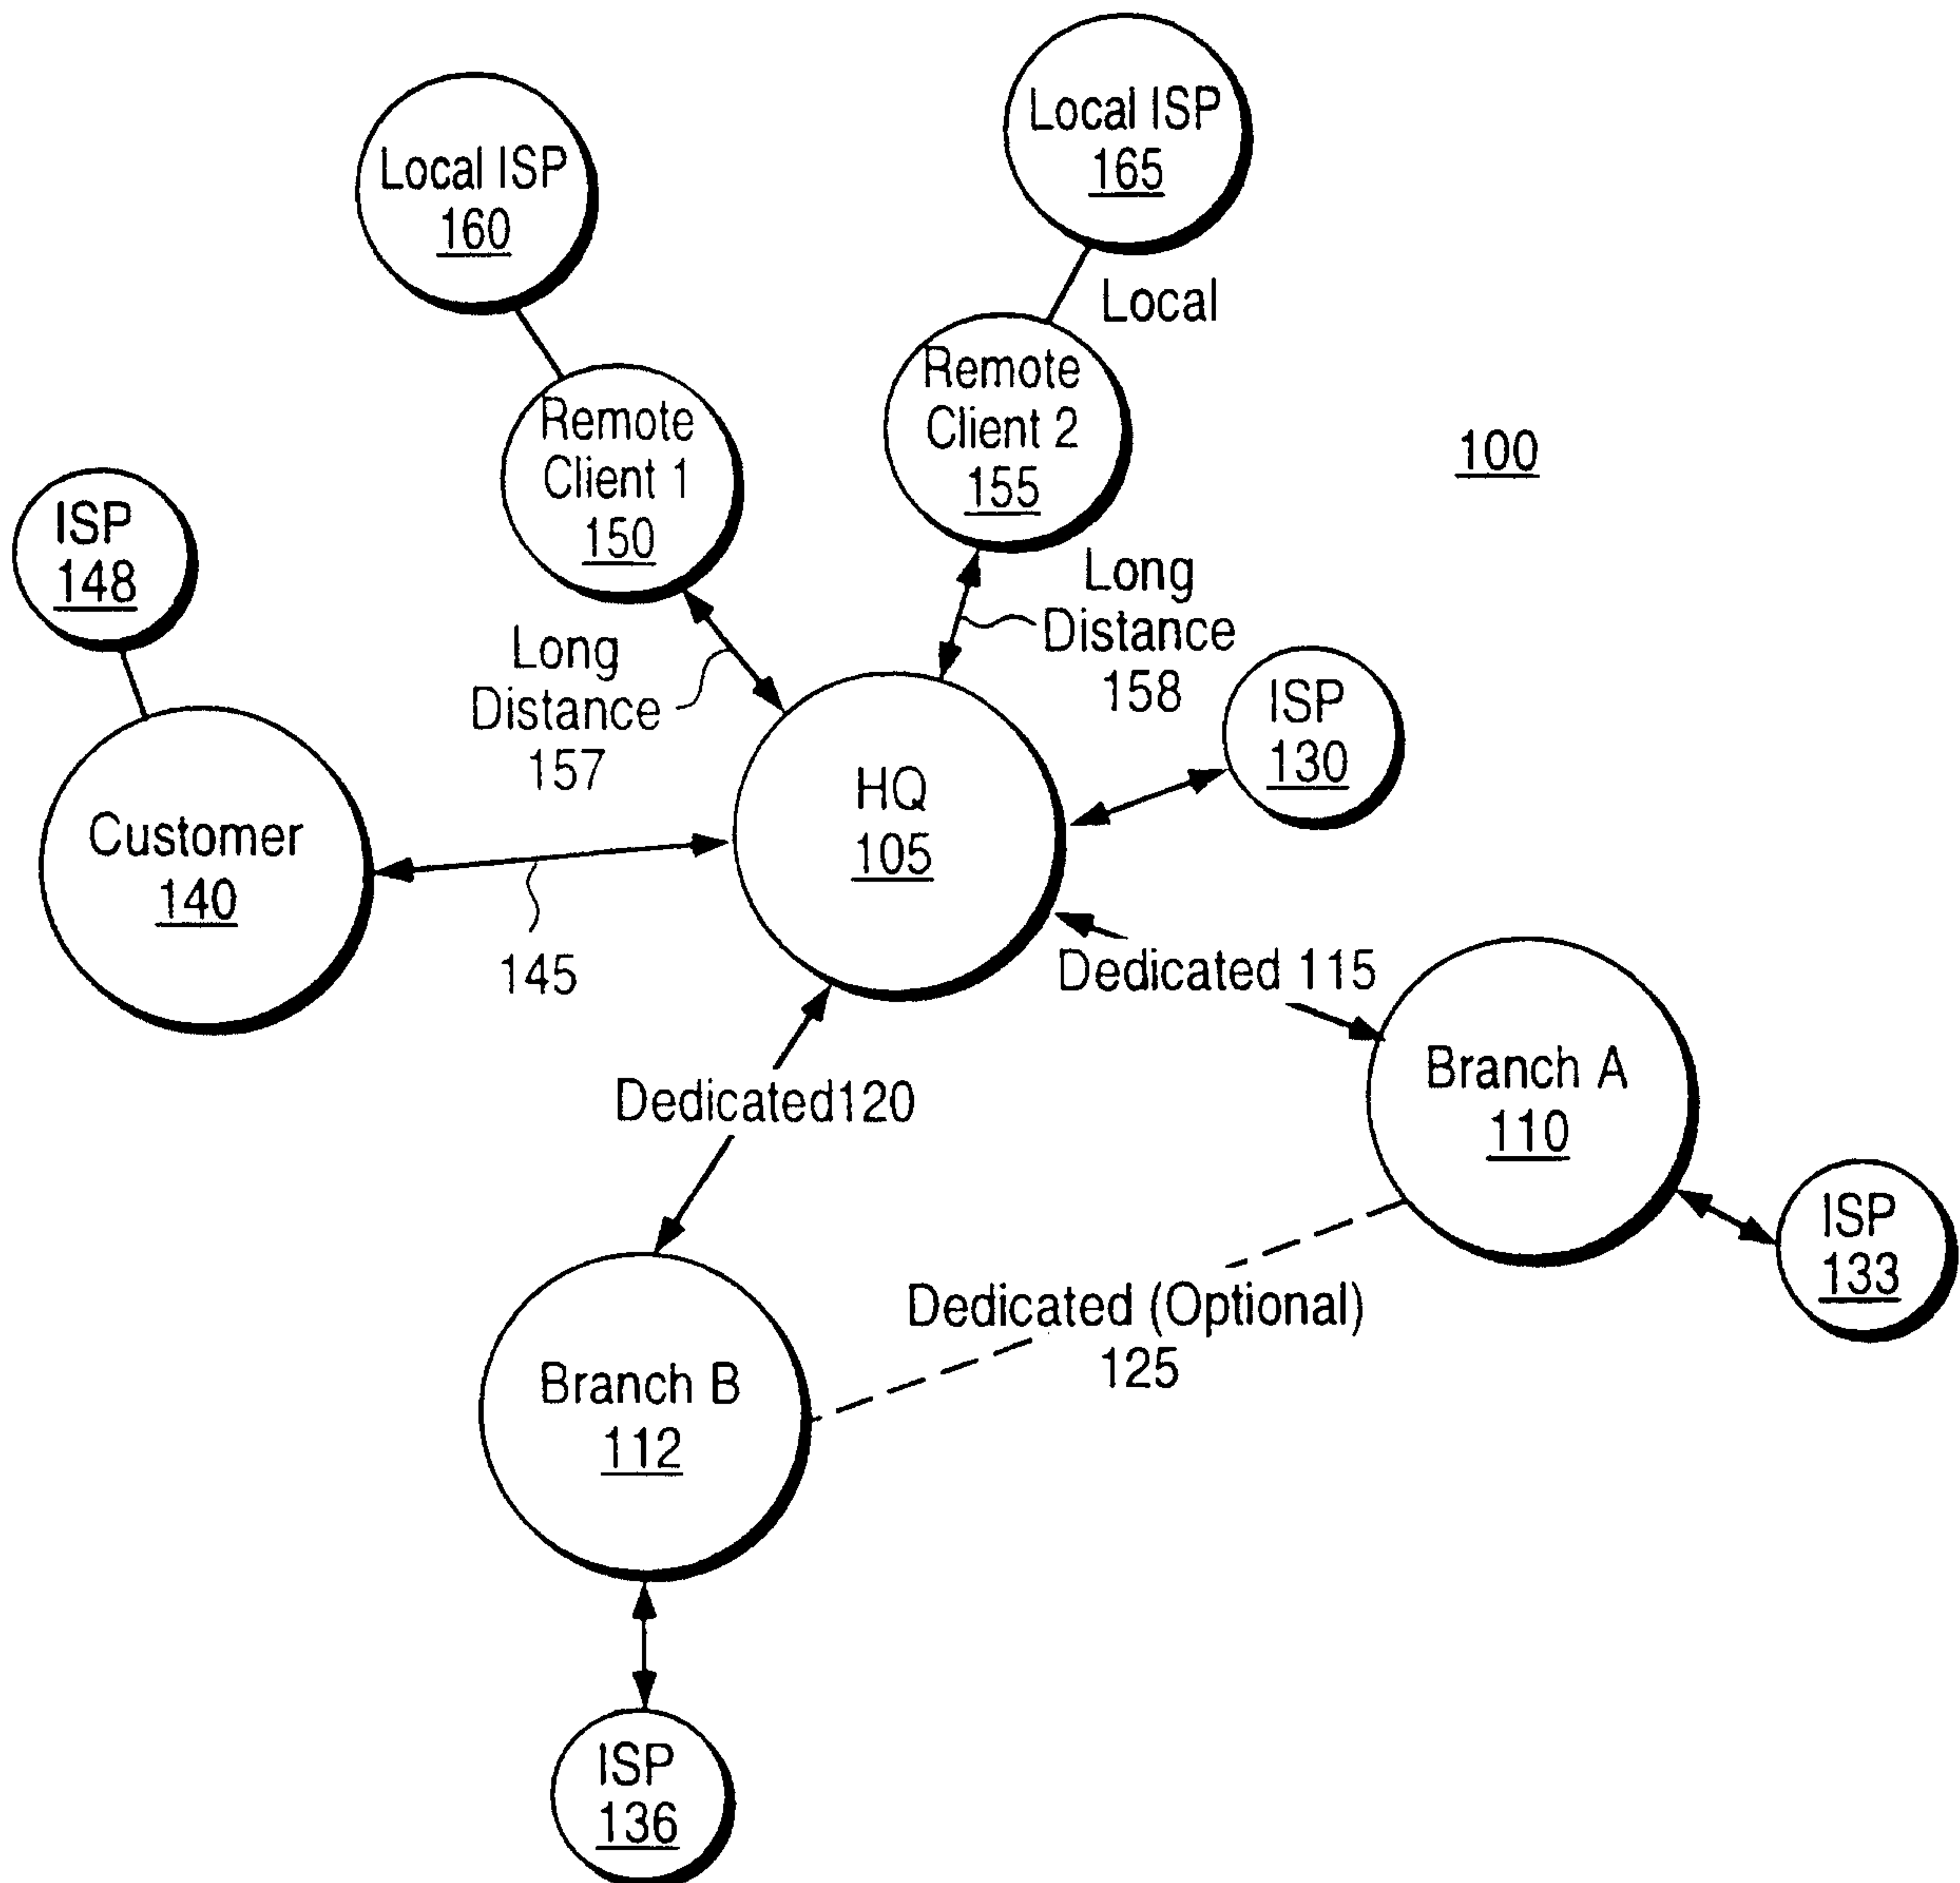 Local ISP
165
Local ISP
160
Local
Remote
Client 2
155
Remote
Client 1
150
100
ISP
148
Long
Distance
158
Long
Distance
157
ISP
130
HQ
105
Customer
140
145
Dedicated 115
Branch A
110
Dedicated120
ISP
133
Dedicated (Optional)
125
Branch B
112
ISP
136